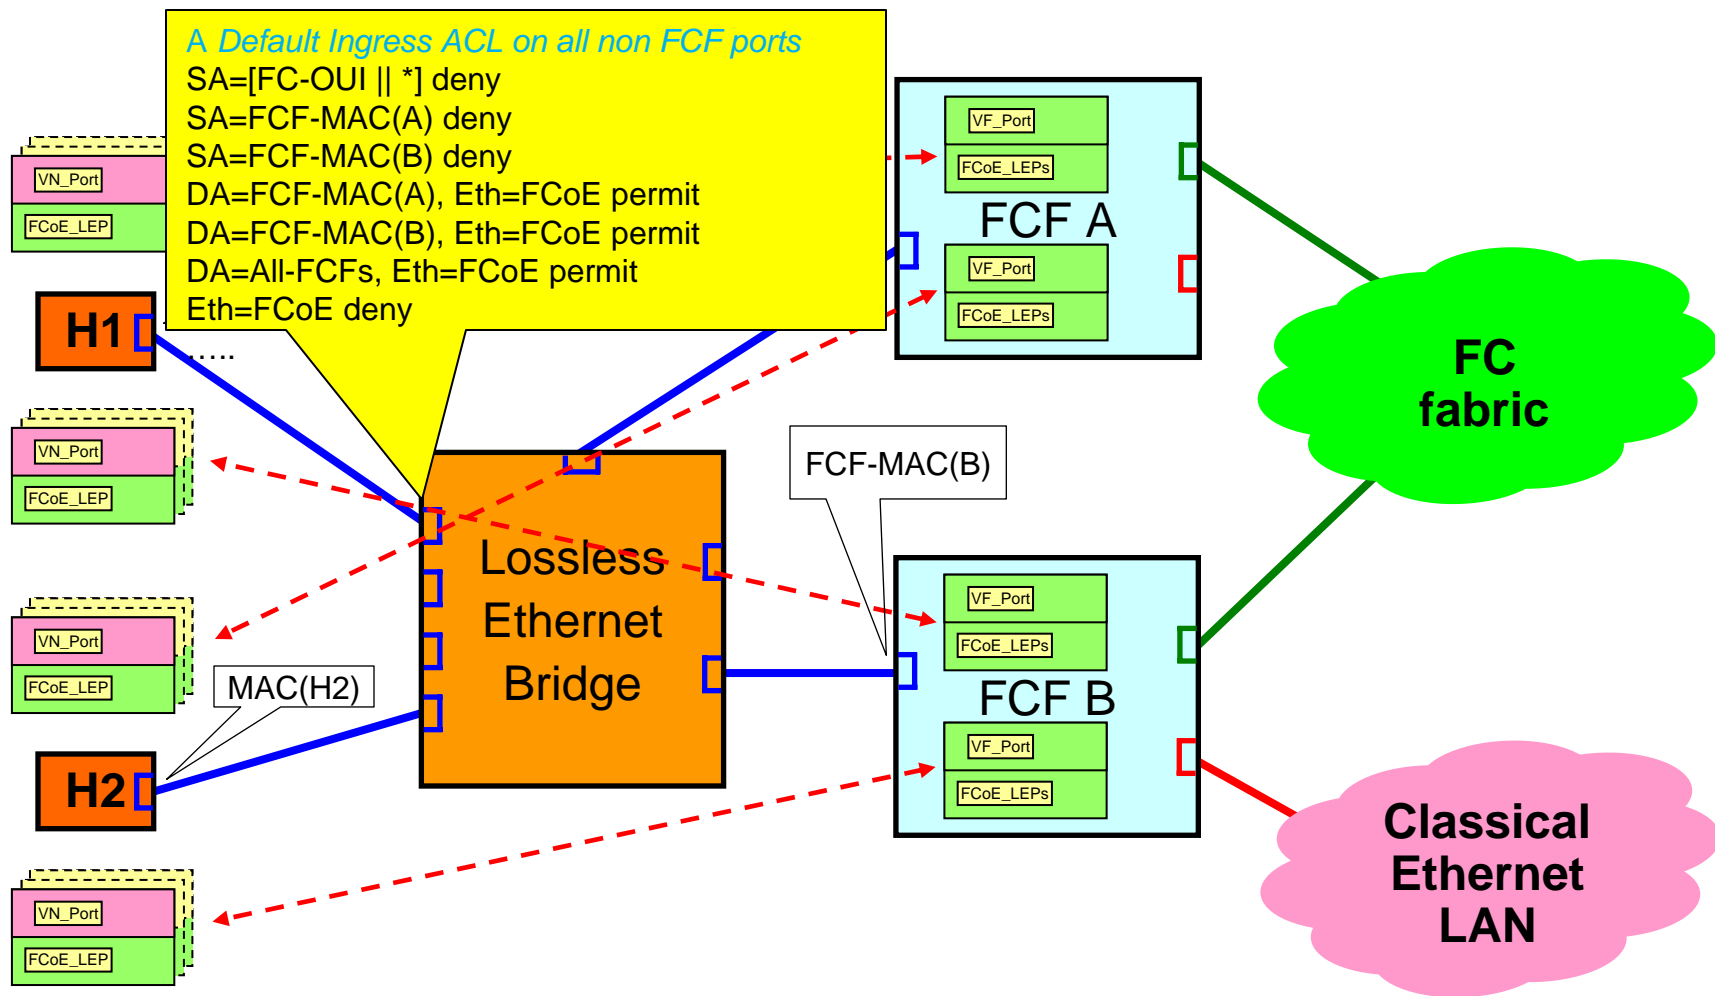 A Default Ingress ACL on all non FCF ports
SA=[FC-OUI || *] deny
SA=FCF-MAC(A) deny
SA=FCF-MAC(B) deny
DA=FCF-MAC(A), Eth=FCoE permit
DA=FCF-MAC(B), Eth=FCoE permit
DA=All-FCFs, Eth=FCoE permit
Eth=FCoE deny
VN_Port
FCoE_LEP
H1
.....
VN_Port
FCoE_LEP
VN_Port
FCoE_LEP
MAC(H2)
H2
VN_Port
FCoE_LEP
Lossless
Ethernet
Bridge
FCF-MAC(B)
VF_Port
FCoE_LEPs
FCF A
VF_Port
FCoE_LEPs
VF_Port
FCoE_LEPs
FCF B
VF_Port
FCoE_LEPs
FC
fabric
Classical
Ethernet
LAN